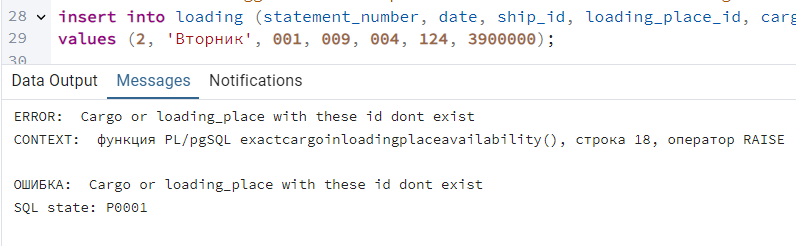 28 insert into loading (statement_number, date, ship_id, loading_place_id, carg
29 values (2, 'Вторник', 001, 009, 004, 124, 3900000);
30
Data Output Messages Notifications
ERROR: Cargo or loading_place with these id dont exist
CONTEXT: функция PL/pgSQL exactcargoinloadingplaceavailability(), строка 18, оператор RAISE
ОШИБКА: Cargo or loading_place with these id dont exist
SQL state: P0001